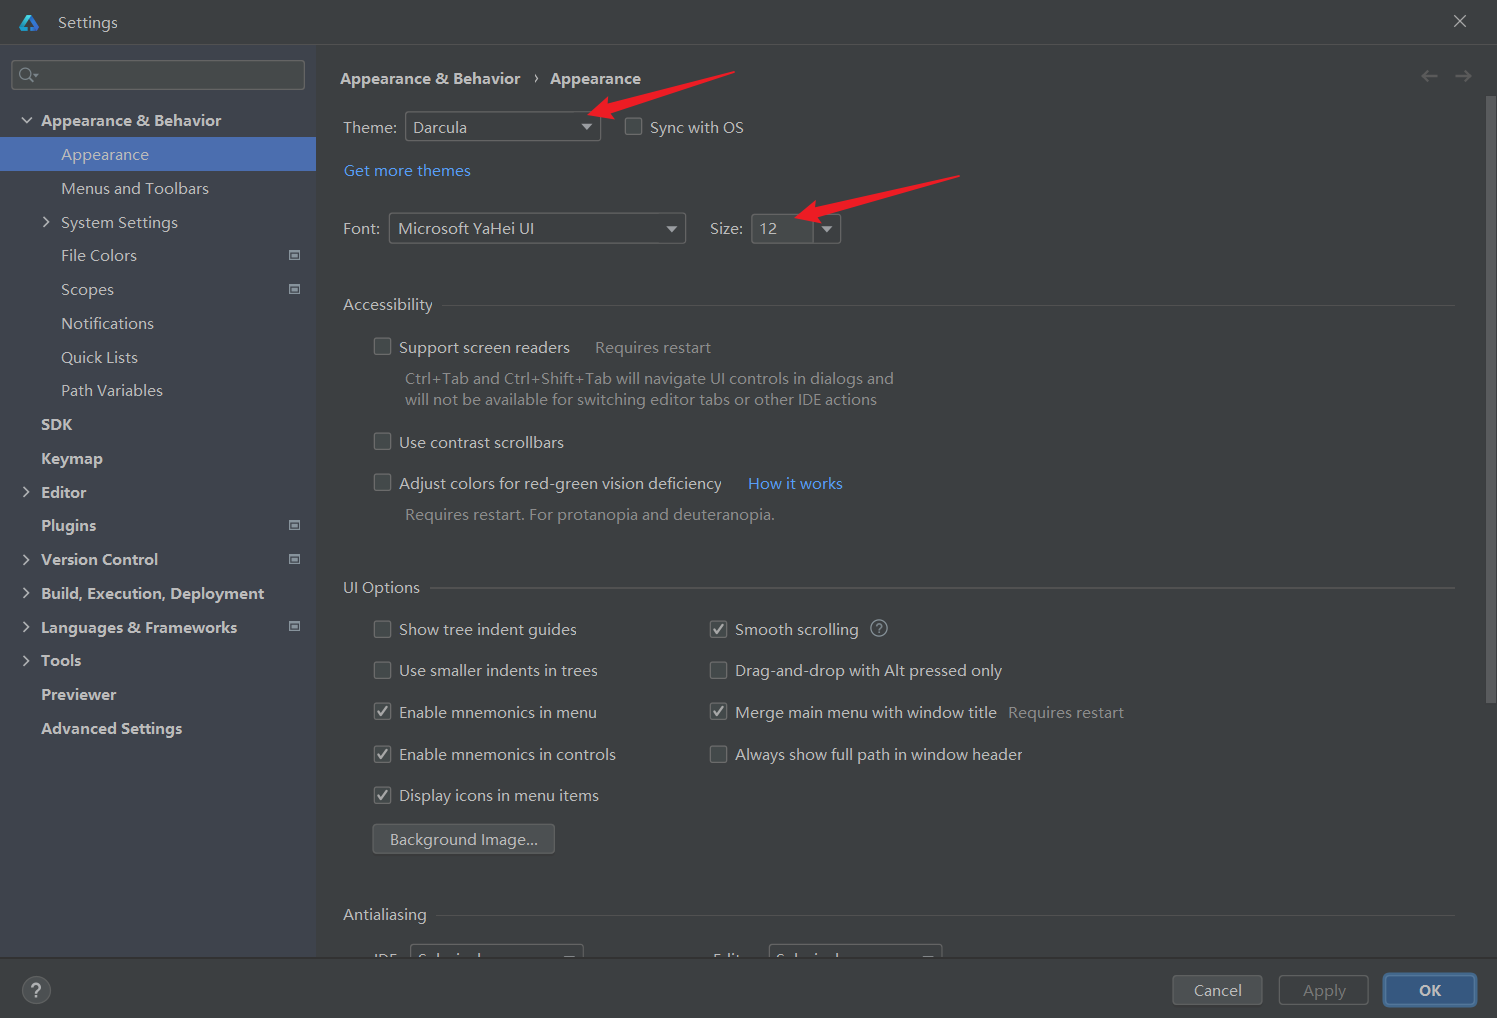 Settings
Appearance & Behavior
Appearance
Menus and Toolbars
System Settings
File Colors
Scopes
Notifications
Quick Lists
Path Variables
SDK
Keymap
Editor
Plugins
Version Control
Build, Execution, Deployment
Languages & Frameworks
Tools
Previewer
Advanced Settings
Appearance & Behavior › Appearance
Theme: Darcula Sync with OS
Get more themes
Font: Microsoft YaHei UI Size: 12
Accessibility
Support screen readers Requires restart
Ctrl+Tab and Ctrl+Shift+Tab will navigate UI controls in dialogs and
will not be available for switching editor tabs or other IDE actions
Use contrast scrollbars
Adjust colors for red-green vision deficiency How it works
Requires restart. For protanopia and deuteranopia.
UI Options
Show tree indent guides Smooth scrolling ?
Use smaller indents in trees Drag-and-drop with Alt pressed only
Enable mnemonics in menu Merge main menu with window title Requires restart
Enable mnemonics in controls Always show full path in window header
Display icons in menu items
Background Image...
Antialiasing
? Cancel Apply OK